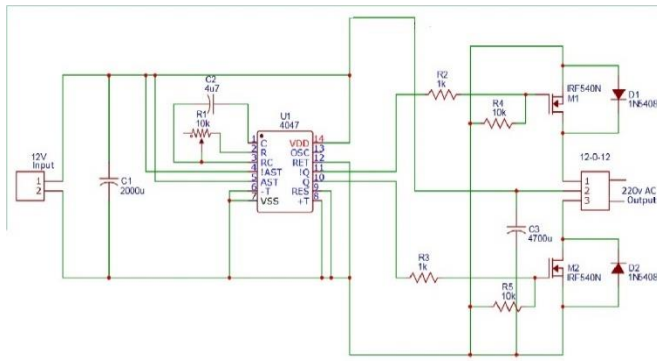 C2
4u7
R1
10k
U1
4047
1 C VDD 14
2 R OSC 13
3 RC RET 12
4 IAST IQ 11
5 AST Q 10
6 -T RES 9
7 VSS +T 8
12V
Input
1
2
C1
2000u
R2
1k
R4
10k
IRF540N
M1
D1
1N5408
12-0-12
1
2
3
220v AC
Output
C3
4700u
R3
1k
R5
10k
M2
IRF540N
D2
1N5408